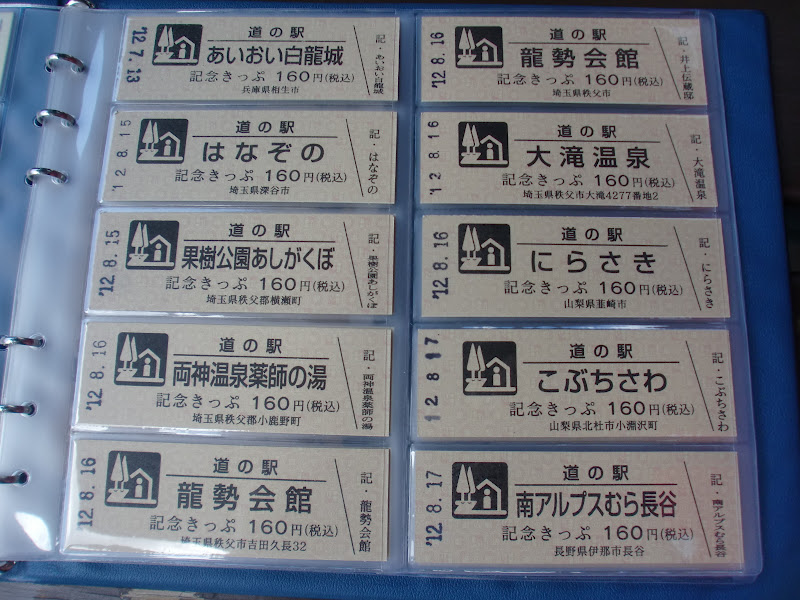 '12.7.13
道の駅
あいおい白龍城
記念きっぷ 160円(税込)
兵庫県相生市
記・あいおい白龍城
12.8.15
道の駅
はなぞの
記念きっぷ 160円(税込)
埼玉県深谷市
記・はなぞの
'12.8.15
道の駅
果樹公園あしがくぼ
記念きっぷ 160円(税込)
埼玉県秩父郡横瀬町
記・果樹公園あしがくぼ
'12.8.16
道の駅
両神温泉薬師の湯
記念きっぷ 160円(税込)
埼玉県秩父郡小鹿野町
記・両神温泉薬師の湯
'12.8.16
道の駅
龍勢会館
記念きっぷ 160円(税込)
埼玉県秩父市吉田久長32
記・龍勢会館
'12.8.16
道の駅
龍勢会館
記念きっぷ 160円(税込)
埼玉県秩父市
記・井上伝蔵邸
'12.8.16
道の駅
大滝温泉
記念きっぷ 160円(税込)
埼玉県秩父市大滝4277番地2
記・大滝温泉
'12.8.16
道の駅
にらさき
記念きっぷ 160円(税込)
山梨県韮崎市
記・にらさき
12.8.17
道の駅
こぶちさわ
記念きっぷ 160円(税込)
山梨県北杜市小淵沢町
記・こぶちさわ
'12.8.17
道の駅
南アルプスむら長谷
記念きっぷ 160円(税込)
長野県伊那市長谷
記・南アルプスむら長谷